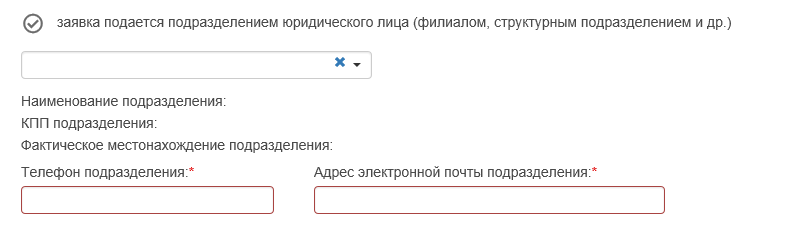 заявка подается подразделением юридического лица (филиалом, структурным подразделением и др.)
Наименование подразделения:
КПП подразделения:
Фактическое местонахождение подразделения:
Телефон подразделения:* Адрес электронной почты подразделения:*